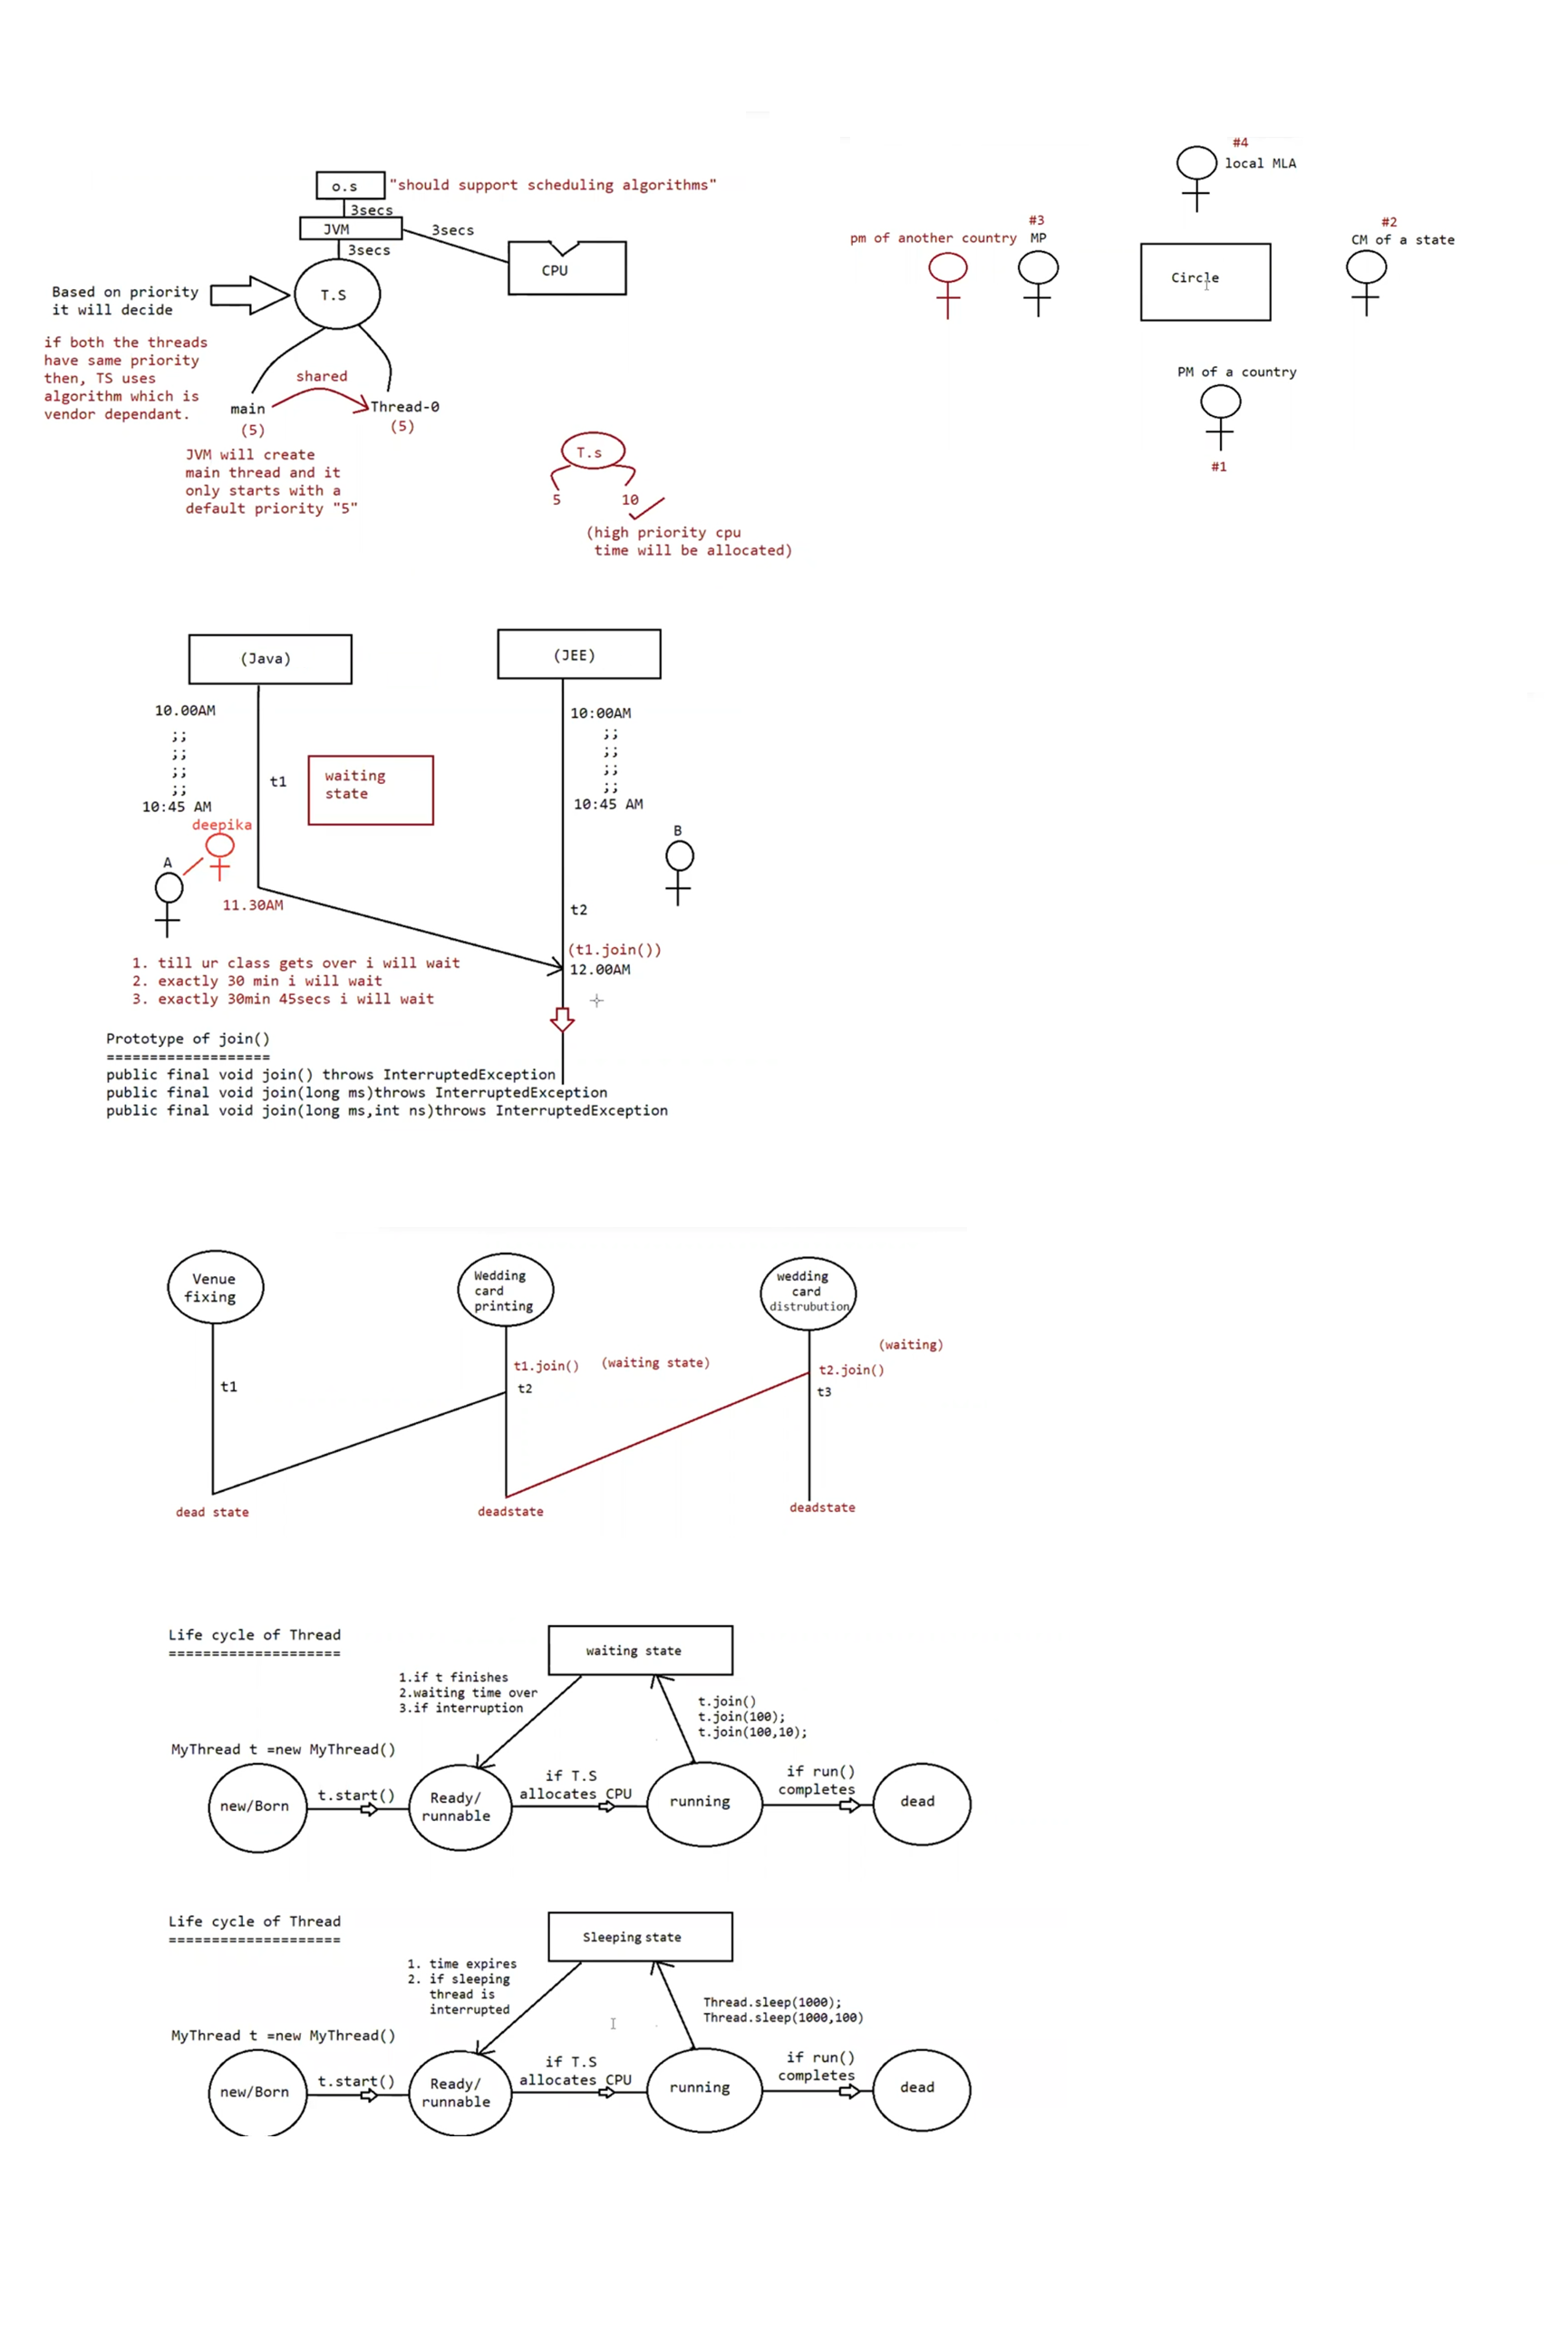 o.s
"should support scheduling algorithms"
3secs
JVM
3secs
3secs
CPU
T.S
Based on priority
it will decide
if both the threads
have same priority
then, TS uses
algorithm which is
vendor dependant.
shared
main
Thread-0
(5)
(5)
JVM will create
main thread and it
only starts with a
default priority "5"
T.s
5
10
(high priority cpu
time will be allocated)
#4
local MLA
pm of another country
#3
MP
#2
CM of a state
Circle
PM of a country
#1
(Java)
(JEE)
10.00AM
;;
;;
;;
;;
10:45 AM
t1
waiting
state
10:00AM
;;
;;
;;
;;
10:45 AM
deepika
A
B
11.30AM
t2
(t1.join())
12.00AM
1. till ur class gets over i will wait
2. exactly 30 min i will wait
3. exactly 30min 45secs i will wait
Prototype of join()
===================
public final void join() throws InterruptedException
public final void join(long ms)throws InterruptedException
public final void join(long ms,int ns)throws InterruptedException
Venue
fixing
Wedding
card
printing
wedding
card
distrubution
t1
t1.join()
(waiting state)
t2
(waiting)
t2.join()
t3
dead state
deadstate
deadstate
Life cycle of Thread
====================
waiting state
1.if t finishes
2.waiting time over
3.if interruption
t.join()
t.join(100);
t.join(100,10);
MyThread t =new MyThread()
new/Born
t.start()
Ready/
runnable
if T.S
allocates CPU
running
if run()
completes
dead
Life cycle of Thread
====================
Sleeping state
1. time expires
2. if sleeping
thread is
interrupted
Thread.sleep(1000);
Thread.sleep(1000,100)
MyThread t =new MyThread()
new/Born
t.start()
Ready/
runnable
if T.S
allocates CPU
running
if run()
completes
dead